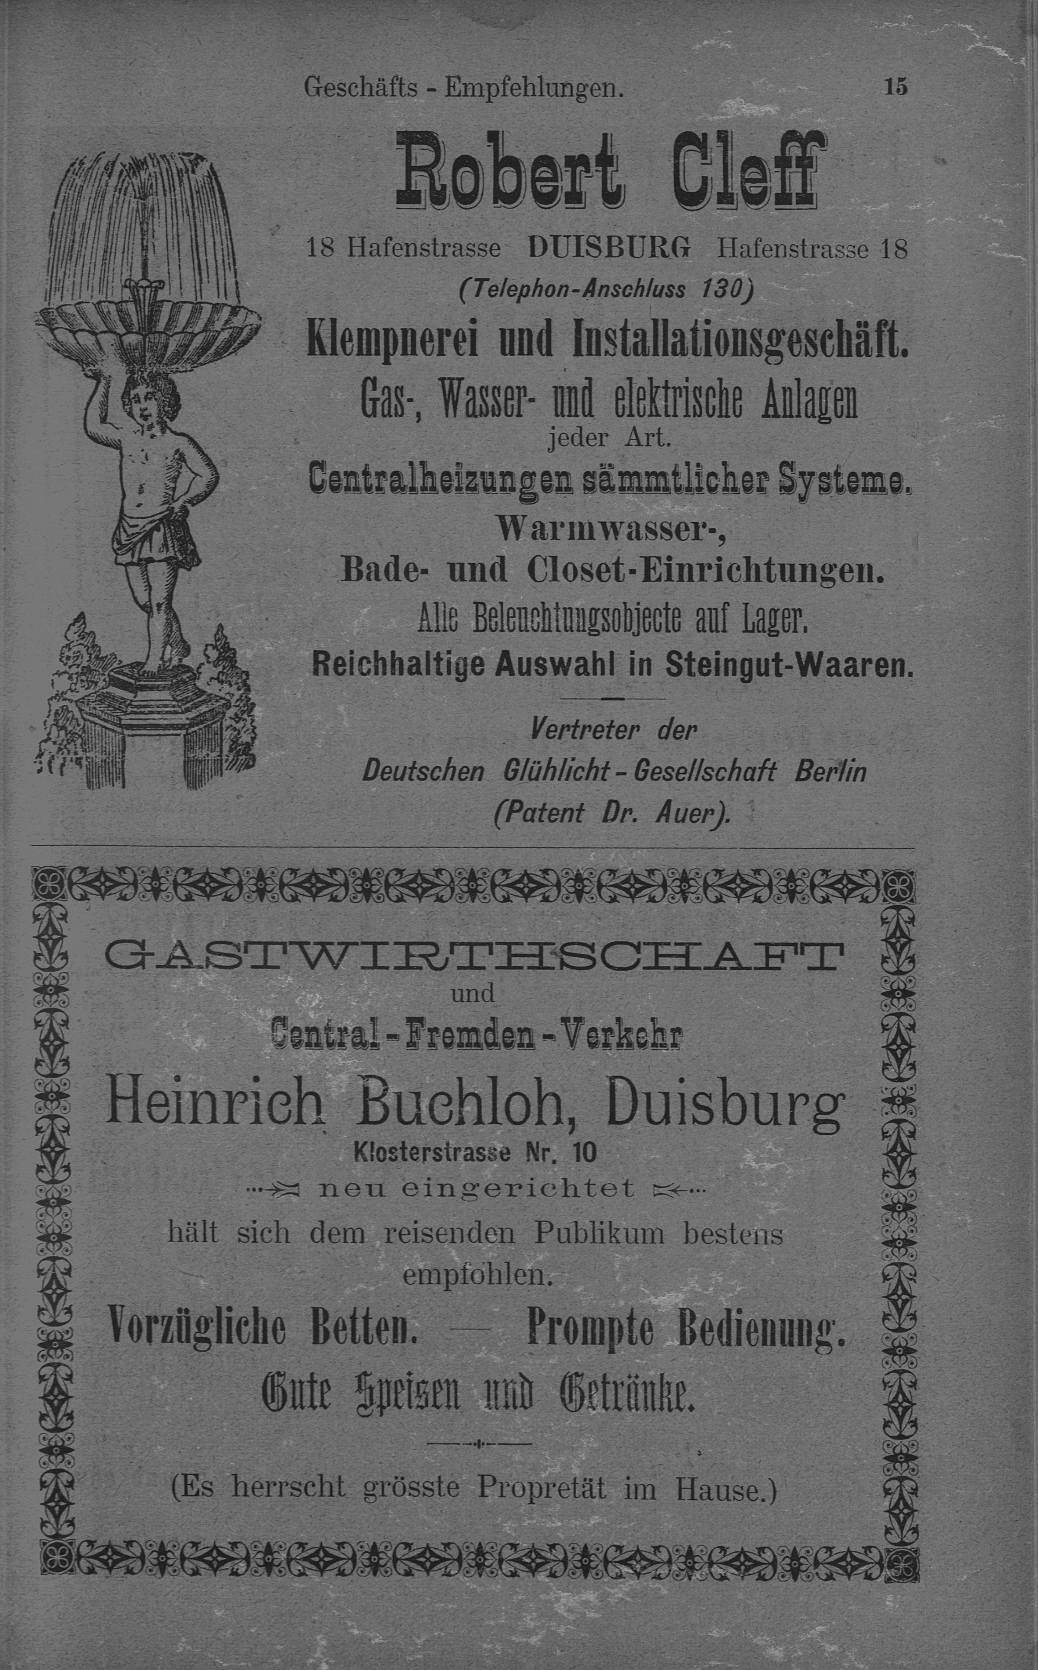 Geschäfts - Empfehlungen. 15
Robert Cleff
18 Hafenstrasse DUISBURG Hafenstrasse 18
(Telephon-Anschluss 130)
Klempnerei und Installationsgeschäft.
Gas-, Wasser- und elektrische Anlagen
jeder Art.
Centralheizungen sämmtlicher Systeme.
Warmwasser-,
Bade- und Closet-Einrichtungen.
Alle Beleuchtungsobjecte auf Lager.
Reichhaltige Auswahl in Steingut-Waaren.
Vertreter der
Deutschen Glühlicht - Gesellschaft Berlin
(Patent Dr. Auer).
GASTWIRTHSCHAFT
und
Central - Fremden - Verkehr
Heinrich Buchloh, Duisburg
Klosterstrasse Nr. 10
neu eingerichtet
hält sich dem reisenden Publikum bestens
empfohlen.
Vorzügliche Betten. — Prompte Bedienung.
Gute Speisen und Getränke.
(Es herrscht grösste Propretät im Hause.)